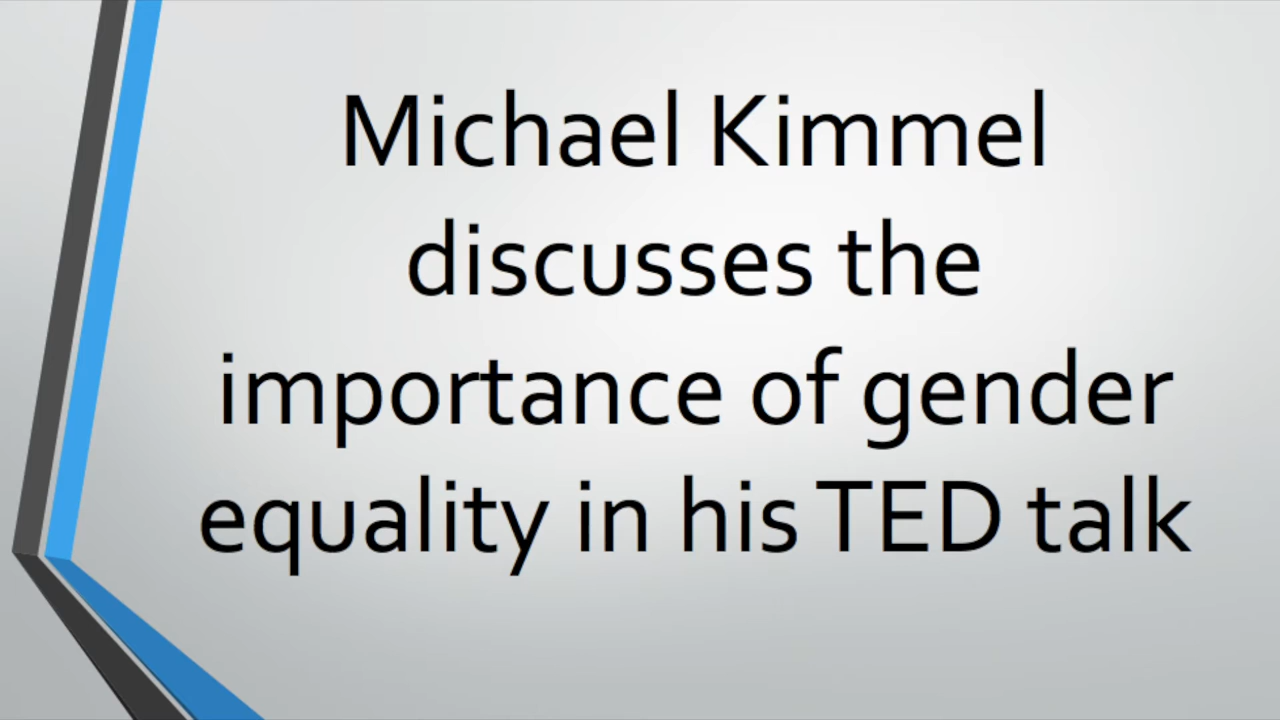 Michael Kimmel
discusses the
importance of gender
equality in his TED talk